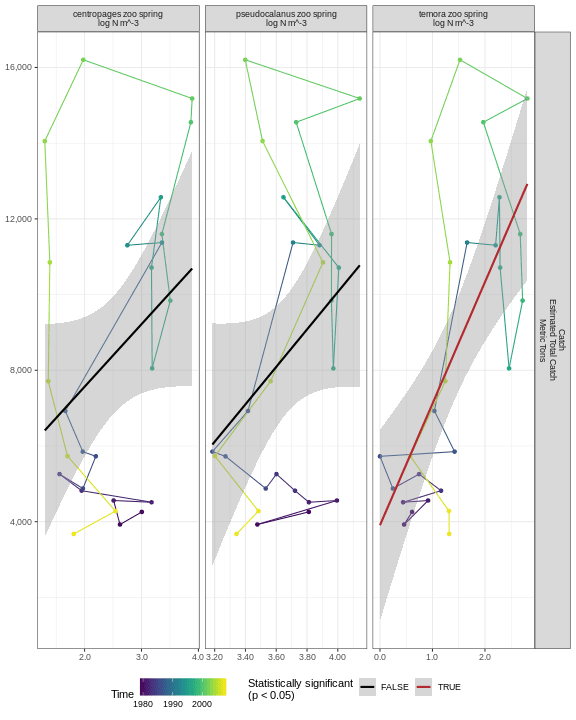 centropages zoo spring
log N m^-3
pseudocalanus zoo spring
log N m^-3
temora zoo spring
log N m^-3
16,000
12,000
8,000
4,000
Catch
Estimated Total Catch
Metric Tons
2.0 3.0 4.0
3.20 3.40 3.60 3.80 4.00
0.0 1.0 2.0
Time
1980 1990 2000
Statistically significant
(p < 0.05)
FALSE
TRUE